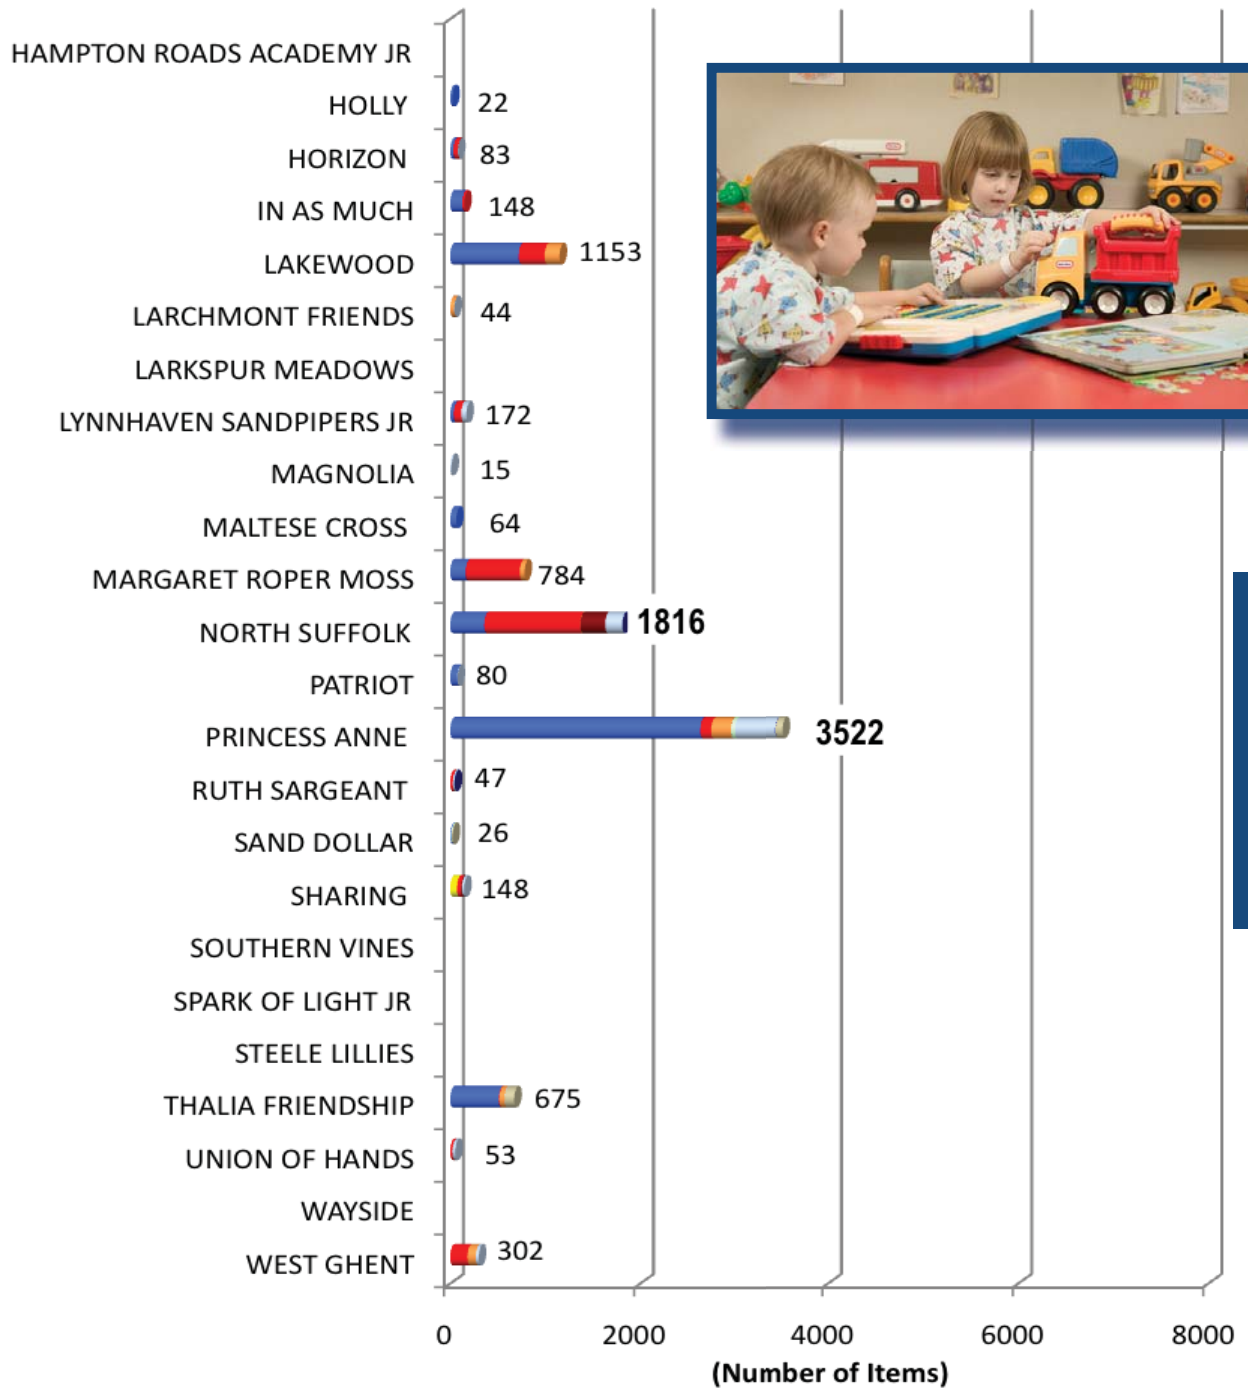 HAMPTON ROADS ACADEMY JR
HOLLY 22
HORIZON 83
IN AS MUCH 148
LAKEWOOD 1153
LARCHMONT FRIENDS 44
LARKSPUR MEADOWS
LYNNHAVEN SANDPIPERS JR 172
MAGNOLIA 15
MALTESE CROSS 64
MARGARET ROPER MOSS 784
NORTH SUFFOLK 1816
PATRIOT 80
PRINCESS ANNE 3522
RUTH SARGEANT 47
SAND DOLLAR 26
SHARING 148
SOUTHERN VINES
SPARK OF LIGHT JR
STEELE LILLIES
THALIA FRIENDSHIP 675
UNION OF HANDS 53
WAYSIDE
WEST GHENT 302
0 2000 4000 6000 8000
(Number of Items)